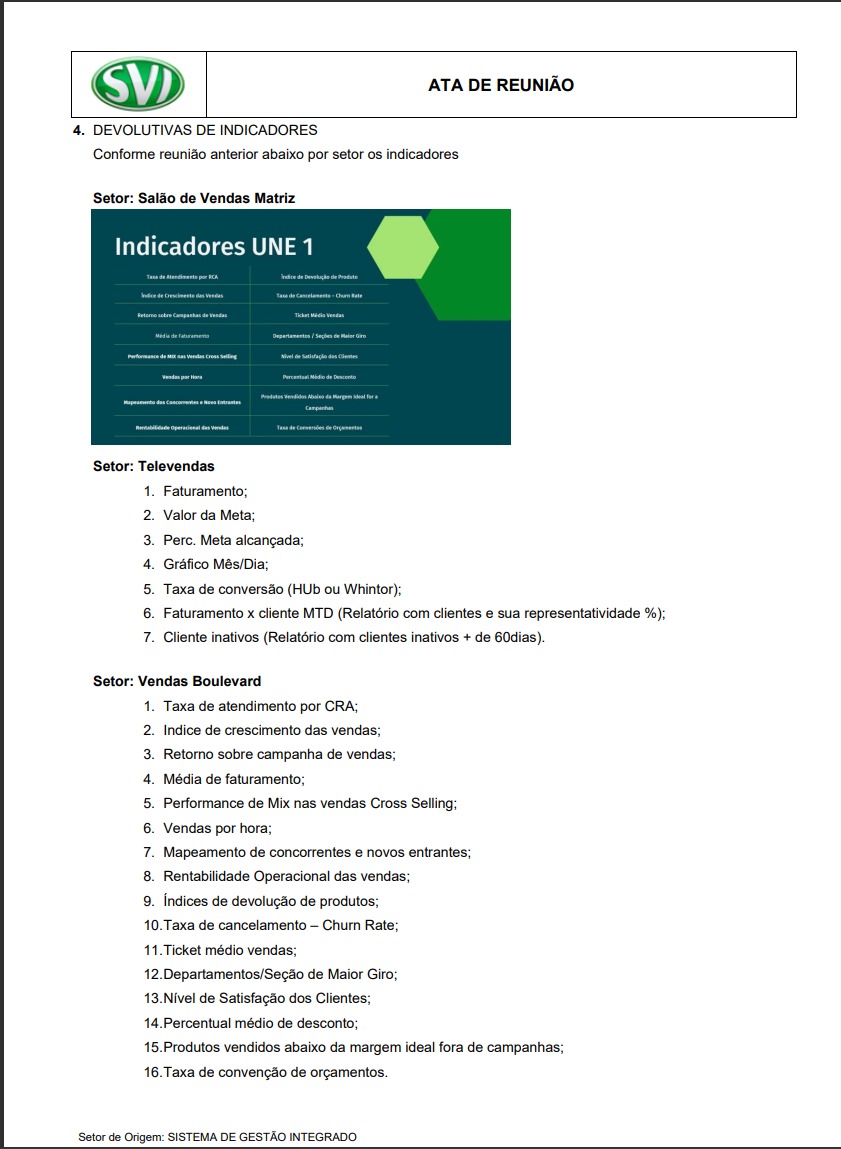 SVI
ATA DE REUNIÃO
4. DEVOLUTIVAS DE INDICADORES
Conforme reunião anterior abaixo por setor os indicadores
Setor: Salão de Vendas Matriz
Indicadores UNE 1
Taxa de Atendimento por RCA
Índice de Devolução de Produto
Índice de Crescimento das Vendas
Taxa de Cancelamento – Churn Rate
Retorno sobre Campanhas de Vendas
Ticket Médio Vendas
Média de Faturamento
Departamentos / Seções de Maior Giro
Performance de MIX nas Vendas Cross Selling
Nível de Satisfação dos Clientes
Vendas por Hora
Percentual Médio de Desconto
Mapeamento dos Concorrentes e Novo Entrantes
Produtos Vendidos Abaixo da Margem Ideal for a
Campanhas
Rentabilidade Operacional das Vendas
Taxa de Conversões de Orçamentos
Setor: Televendas
1. Faturamento;
2. Valor da Meta;
3. Perc. Meta alcançada;
4. Gráfico Mês/Dia;
5. Taxa de conversão (HUb ou Whintor);
6. Faturamento x cliente MTD (Relatório com clientes e sua representatividade %);
7. Cliente inativos (Relatório com clientes inativos + de 60dias).
Setor: Vendas Boulevard
1. Taxa de atendimento por CRA;
2. Indice de crescimento das vendas;
3. Retorno sobre campanha de vendas;
4. Média de faturamento;
5. Performance de Mix nas vendas Cross Selling;
6. Vendas por hora;
7. Mapeamento de concorrentes e novos entrantes;
8. Rentabilidade Operacional das vendas;
9. Índices de devolução de produtos;
10.Taxa de cancelamento – Churn Rate;
11.Ticket médio vendas;
12.Departamentos/Seção de Maior Giro;
13.Nível de Satisfação dos Clientes;
14.Percentual médio de desconto;
15.Produtos vendidos abaixo da margem ideal fora de campanhas;
16.Taxa de convenção de orçamentos.
Setor de Origem: SISTEMA DE GESTÃO INTEGRADO